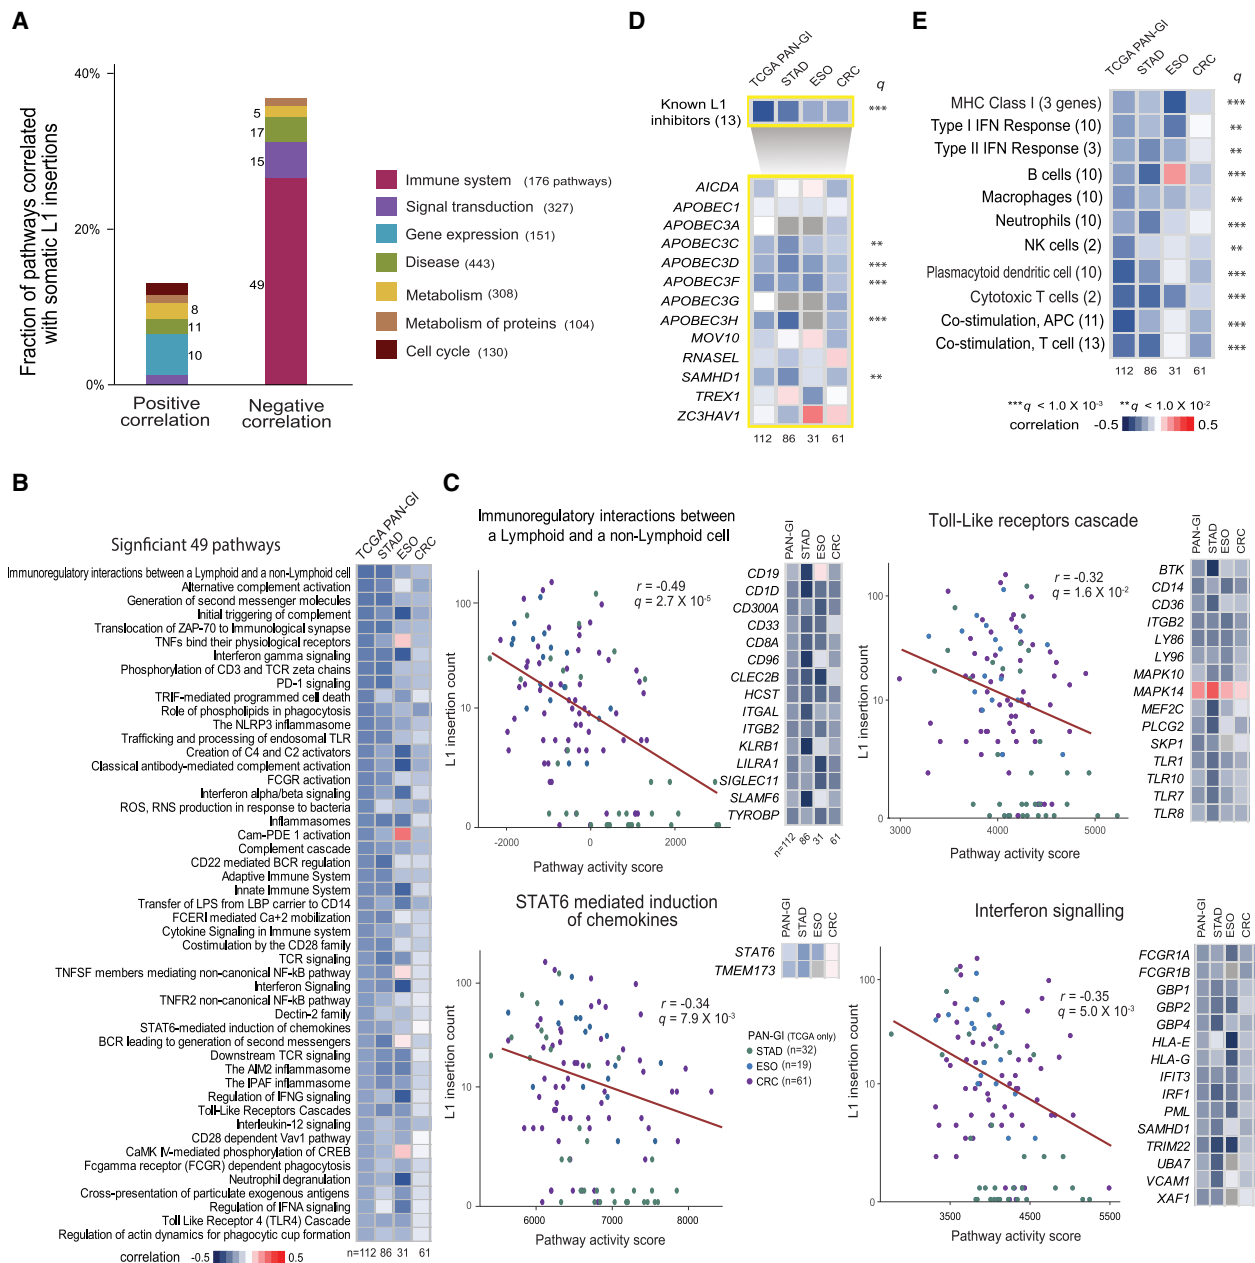 A
Fraction of pathways correlated
with somatic L1 insertions
40%
20%
0%
8
11
10
5
17
15
49
Positive
correlation
Negative
correlation
Immune system (176 pathways)
Signal transduction (327)
Gene expression (151)
Disease (443)
Metabolism (308)
Metabolism of proteins (104)
Cell cycle (130)
D
TCGA PAN-GI
STAD
ESO
CRC
q
Known L1
inhibitors (13)
***
AICDA
APOBEC1
APOBEC3A
APOBEC3C **
APOBEC3D ***
APOBEC3F ***
APOBEC3G
APOBEC3H ***
MOV10
RNASEL
SAMHD1 **
TREX1
ZC3HAV1
112 86 31 61
E
TCGA PAN-GI
STAD
ESO
CRC
q
MHC Class I (3 genes) ***
Type I IFN Response (10) **
Type II IFN Response (3) **
B cells (10) ***
Macrophages (10) **
Neutrophils (10) ***
NK cells (2) **
Plasmacytoid dendritic cell (10) ***
Cytotoxic T cells (2) ***
Co-stimulation, APC (11) ***
Co-stimulation, T cell (13) ***
112 86 31 61
***q < 1.0 X 10-3 **q < 1.0 X 10-2
correlation -0.5 0.5
B
Signficiant 49 pathways
TCGA PAN-GI
STAD
ESO
CRC
Immunoregulatory interactions between a Lymphoid and a non-Lymphoid cell
Alternative complement activation
Generation of second messenger molecules
Initial triggering of complement
Translocation of ZAP-70 to Immunological synapse
TNFs bind their physiological receptors
Interferon gamma signaling
Phosphorylation of CD3 and TCR zeta chains
PD-1 signaling
TRIF-mediated programmed cell death
Role of phospholipids in phagocytosis
The NLRP3 inflammasome
Trafficking and processing of endosomal TLR
Creation of C4 and C2 activators
Classical antibody-mediated complement activation
FCGR activation
Interferon alpha/beta signaling
ROS, RNS production in response to bacteria
Inflammasomes
Cam-PDE 1 activation
Complement cascade
CD22 mediated BCR regulation
Adaptive Immune System
Innate Immune System
Transfer of LPS from LBP carrier to CD14
FCERI mediated Ca+2 mobilization
Cytokine Signaling in Immune system
Costimulation by the CD28 family
TCR signaling
TNFSF members mediating non-canonical NF-kB pathway
Interferon Signaling
TNFR2 non-canonical NF-kB pathway
Dectin-2 family
STAT6-mediated induction of chemokines
BCR leading to generation of second messengers
Downstream TCR signaling
The AIM2 inflammasome
The IPAF inflammasome
Regulation of IFNG signaling
Toll-Like Receptors Cascades
Interleukin-12 signaling
CD28 dependent Vav1 pathway
CaMK IV-mediated phosphorylation of CREB
Fcgamma receptor (FCGR) dependent phagocytosis
Neutrophil degranulation
Cross-presentation of particulate exogenous antigens
Regulation of IFNA signaling
Toll Like Receptor 4 (TLR4) Cascade
Regulation of actin dynamics for phagocytic cup formation
correlation -0.5 0.5
n=112 86 31 61
C
Immunoregulatory interactions between
a Lymphoid and a non-Lymphoid cell
r = -0.49
q = 2.7 X 10-5
L1 insertion count
100
10
0
-2000 0 2000
Pathway activity score
PAN-GI
STAD
ESO
CRC
CD19
CD1D
CD300A
CD33
CD8A
CD96
CLEC2B
HCST
ITGAL
ITGB2
KLRB1
LILRA1
SIGLEC11
SLAMF6
TYROBP
n=112 86 31 61
Toll-Like receptors cascade
r = -0.32
q = 1.6 X 10-2
L1 insertion count
100
10
0
3000 4000 5000
Pathway activity score
PAN-GI
STAD
ESO
CRC
BTK
CD14
CD36
ITGB2
LY86
LY96
MAPK10
MAPK14
MEF2C
PLCG2
SKP1
TLR1
TLR10
TLR7
TLR8
STAT6 mediated induction
of chemokines
r = -0.34
q = 7.9 X 10-3
L1 insertion count
100
10
0
6000 7000 8000
Pathway activity score
PAN-GI
STAD
ESO
CRC
STAT6
TMEM173
PAN-GI (TCGA only)
STAD (n=32)
ESO (n=19)
CRC (n=61)
Interferon signalling
r = -0.35
q = 5.0 X 10-3
L1 insertion count
100
10
0
3500 4500 5500
Pathway activity score
PAN-GI
STAD
ESO
CRC
FCGR1A
FCGR1B
GBP1
GBP2
GBP4
HLA-E
HLA-G
IFIT3
IRF1
PML
SAMHD1
TRIM22
UBA7
VCAM1
XAF1